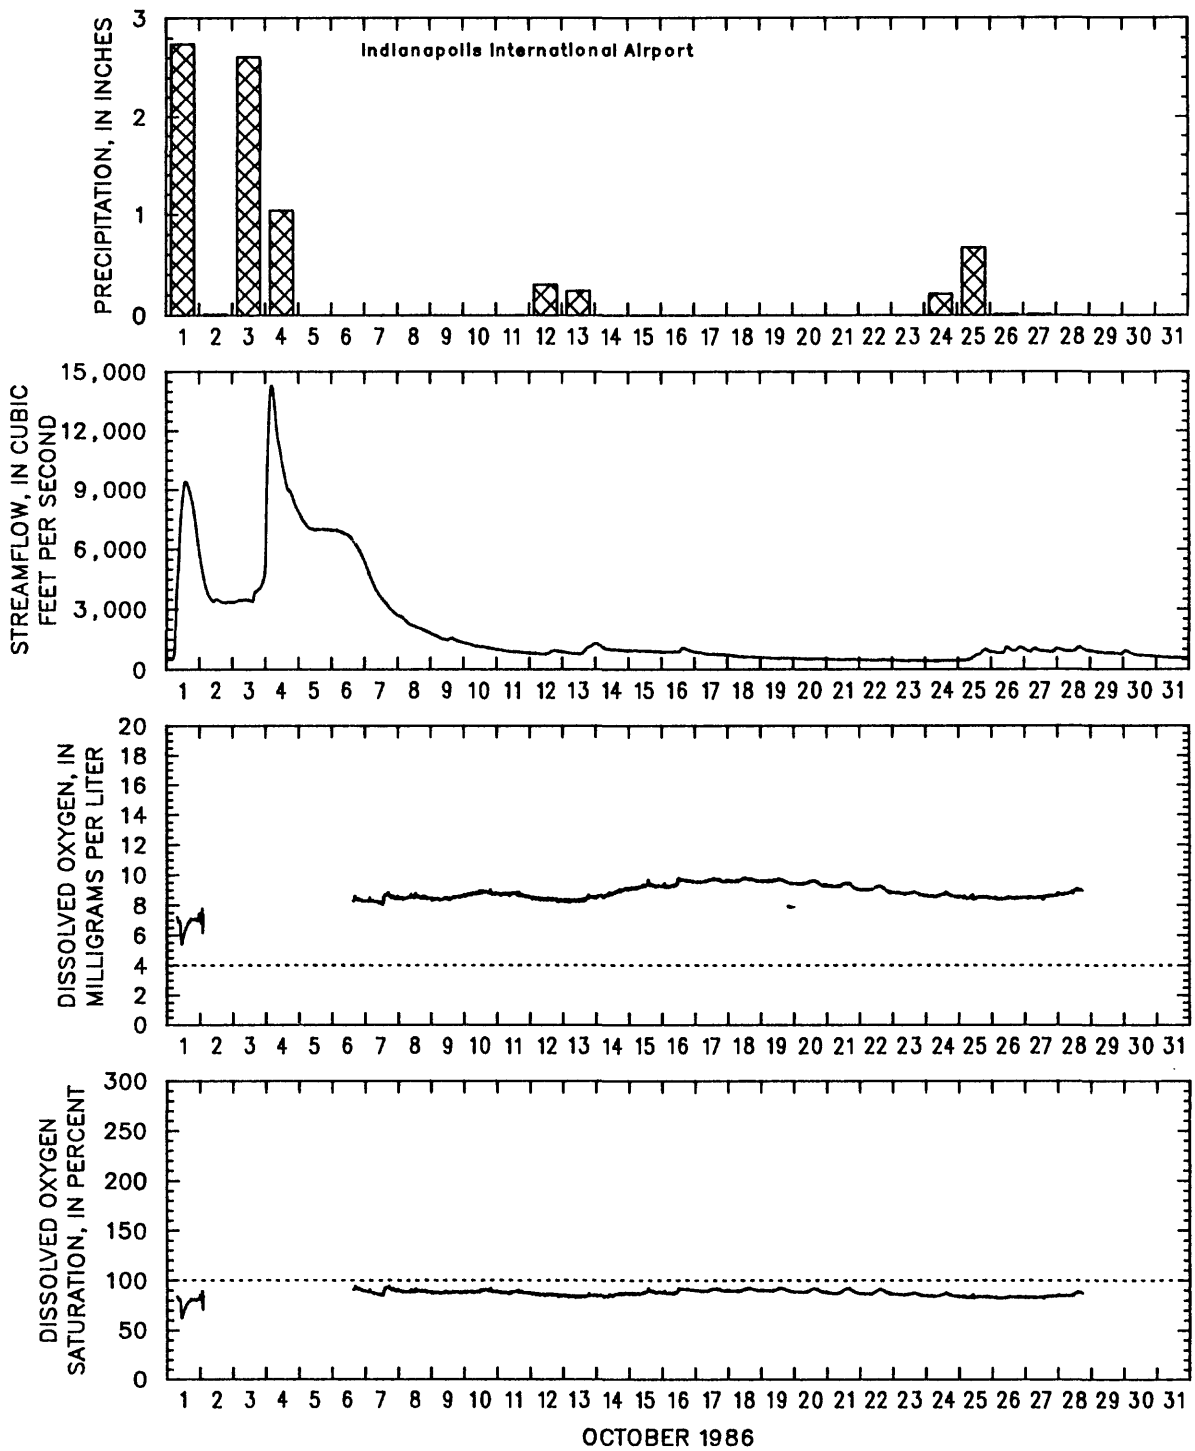 Indianapolis International Airport
PRECIPITATION, IN INCHES
3
2
1
0
1 2 3 4 5 6 7 8 9 10 11 12 13 14 15 16 17 18 19 20 21 22 23 24 25 26 27 28 29 30 31
STREAMFLOW, IN CUBIC
FEET PER SECOND
15,000
12,000
9,000
6,000
3,000
0
1 2 3 4 5 6 7 8 9 10 11 12 13 14 15 16 17 18 19 20 21 22 23 24 25 26 27 28 29 30 31
DISSOLVED OXYGEN, IN
MILLIGRAMS PER LITER
20
18
16
14
12
10
8
6
4
2
0
1 2 3 4 5 6 7 8 9 10 11 12 13 14 15 16 17 18 19 20 21 22 23 24 25 26 27 28 29 30 31
DISSOLVED OXYGEN
SATURATION, IN PERCENT
300
250
200
150
100
50
0
1 2 3 4 5 6 7 8 9 10 11 12 13 14 15 16 17 18 19 20 21 22 23 24 25 26 27 28 29 30 31
OCTOBER 1986